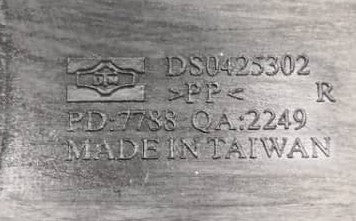 DS0425302
>PP< R
PD:7788 QA:2249
MADE IN TAIWAN